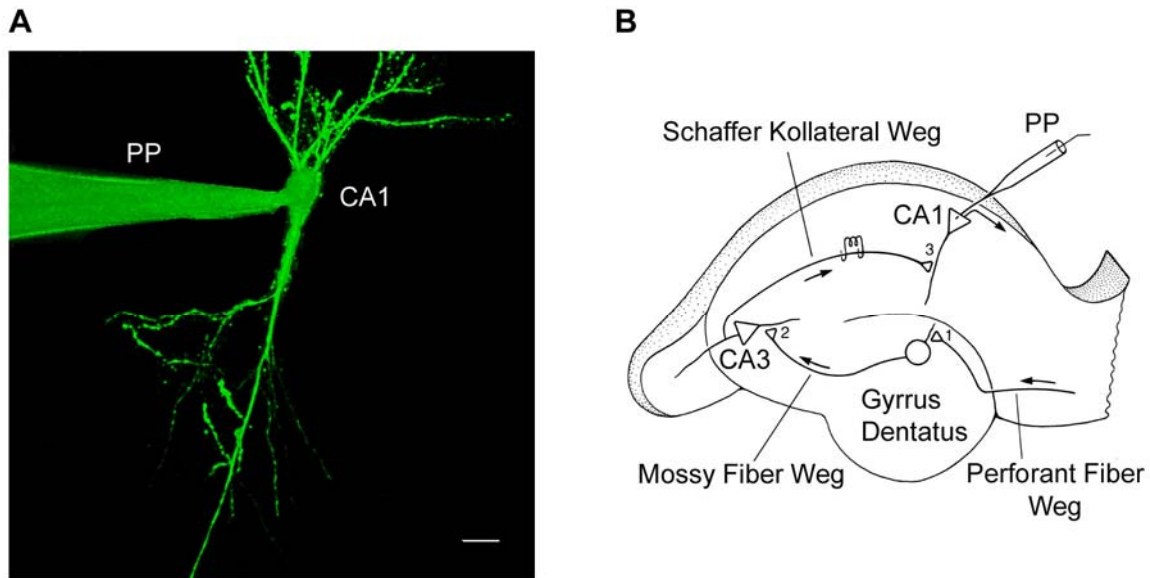 A
PP
CA1
B
Schaffer Kollateral Weg
PP
CA1
3
CA3
2
1
Gyrrus
Dentatus
Mossy Fiber Weg
Perforant Fiber
Weg